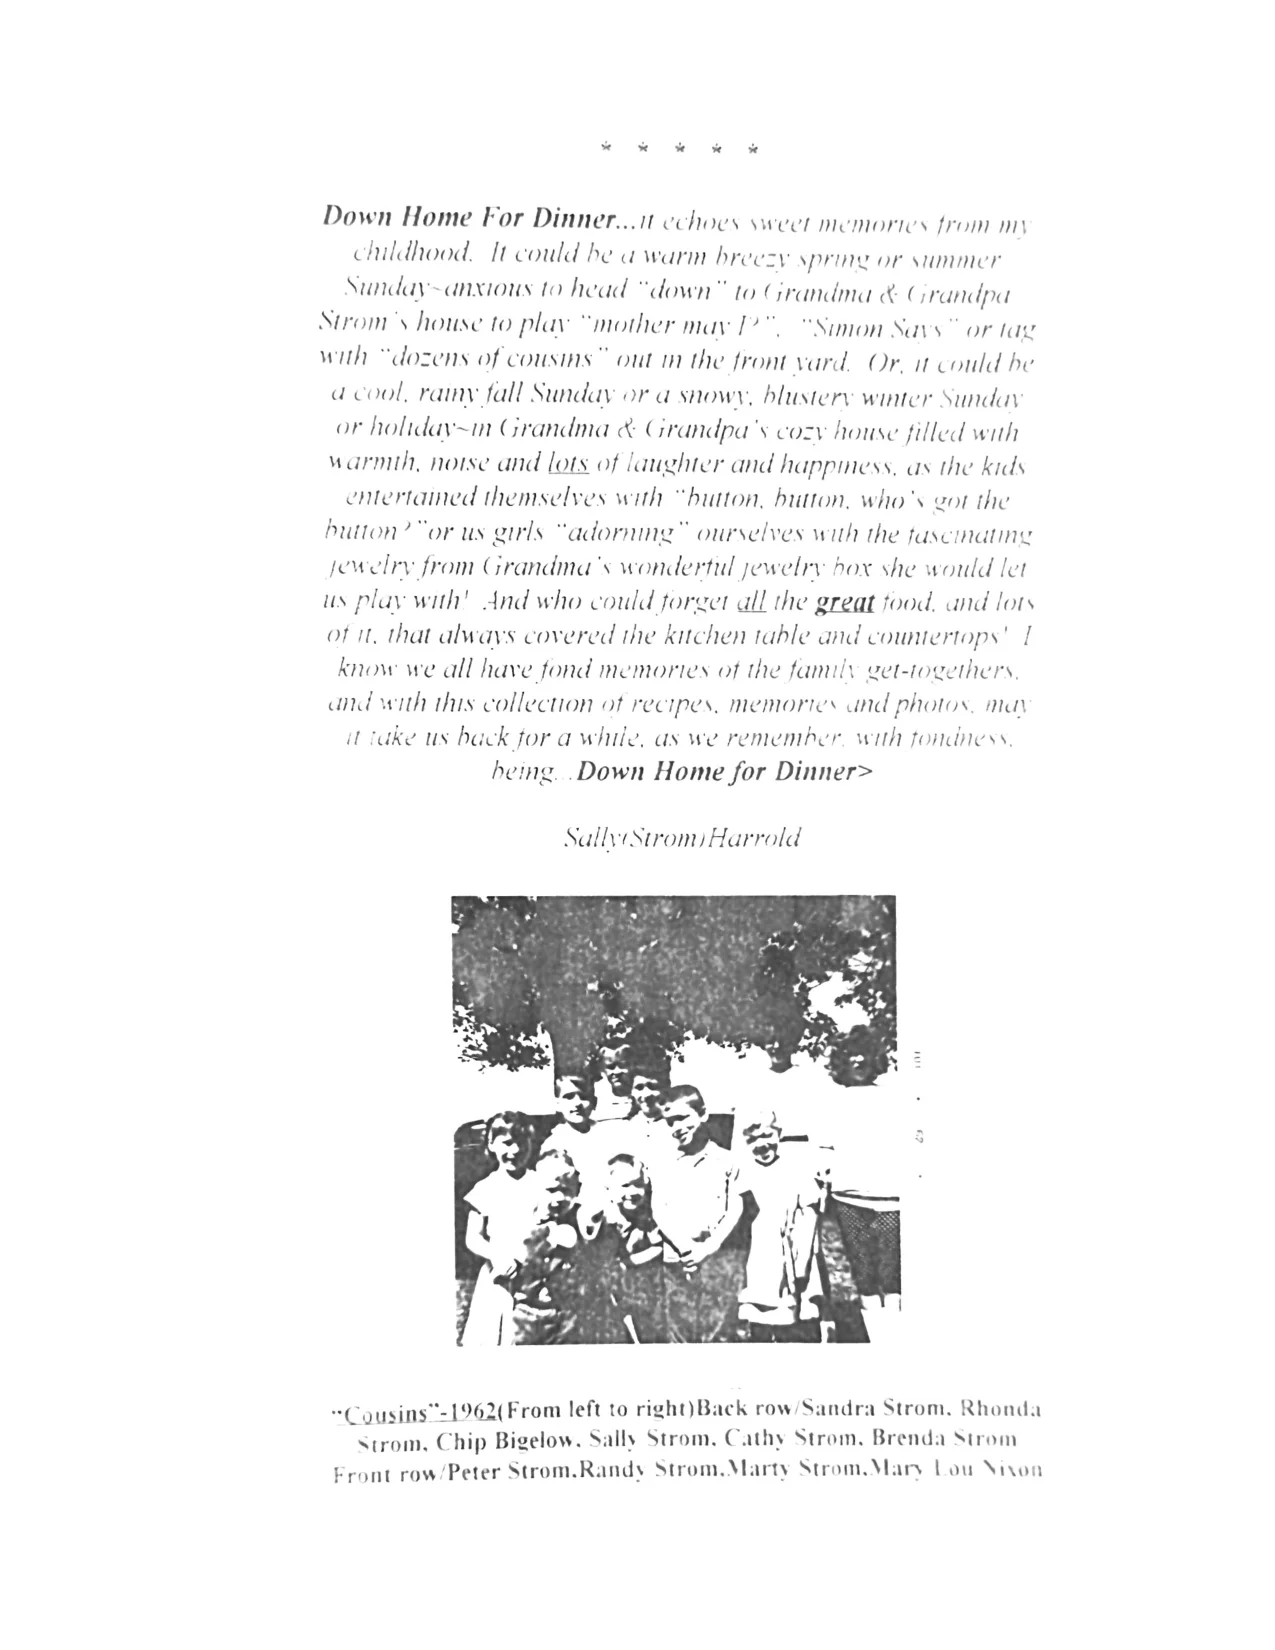 * * * * *
Down Home For Dinner...it echoes sweet memories from my
childhood. It could be a warm breezy spring or summer
Sunday~anxious to head "down" to Grandma & Grandpa
Strom's house to play "mother may I?", "Simon Says" or tag
with "dozens of cousins" out in the front yard. Or, it could be
a cool, rainy fall Sunday or a snowy, blustery winter Sunday
or holiday~in Grandma & Grandpa's cozy house filled with
warmth, noise and lots of laughter and happiness, as the kids
entertained themselves with "button, button, who's got the
button?"or us girls "adorning" ourselves with the fascinating
jewelry from Grandma's wonderful jewelry box she would let
us play with! And who could forget all the great food, and lots
of it, that always covered the kitchen table and countertops! I
know we all have fond memories of the family get-togethers,
and with this collection of recipes, memories and photos, may
it take us back for a while, as we remember, with fondness,
being...Down Home for Dinner>
Sally(Strom)Harrold
"Cousins"-1962(From left to right)Back row/Sandra Strom, Rhonda
Strom, Chip Bigelow, Sally Strom, Cathy Strom, Brenda Strom
Front row/Peter Strom,Randy Strom,Marty Strom,Mary Lou Nixon